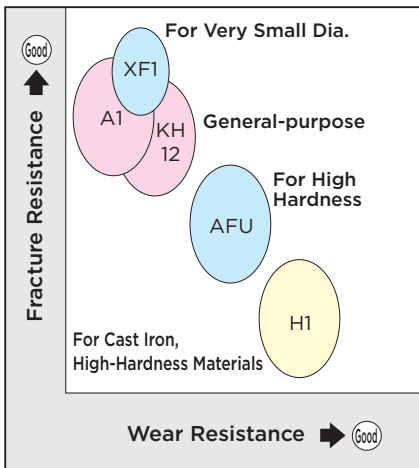 Good
Fracture Resistance
For Very Small Dia.
XF1
A1
KH
12
General-purpose
For High
Hardness
AFU
H1
For Cast Iron,
High-Hardness Materials
Wear Resistance
Good